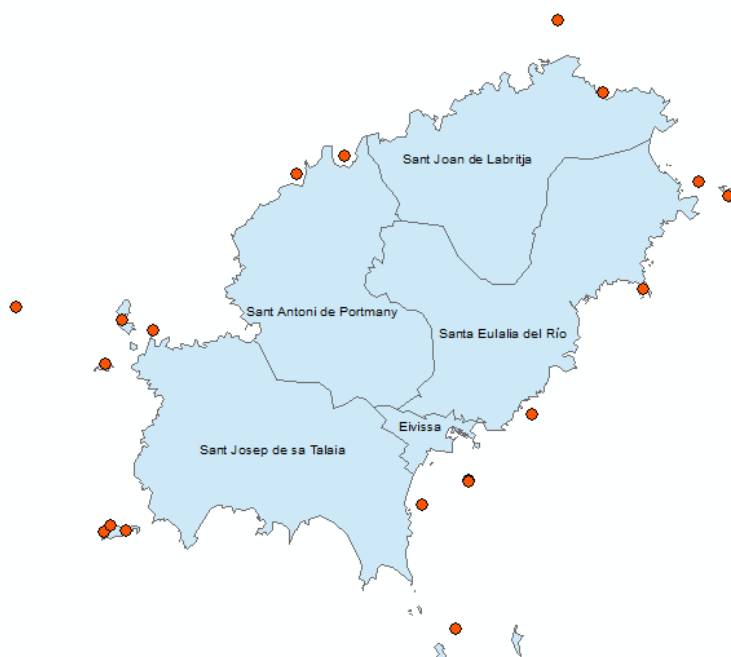 Sant Joan de Labritja
Sant Antoni de Portmany
Santa Eulalia del Río
Eivissa
Sant Josep de sa Talaia